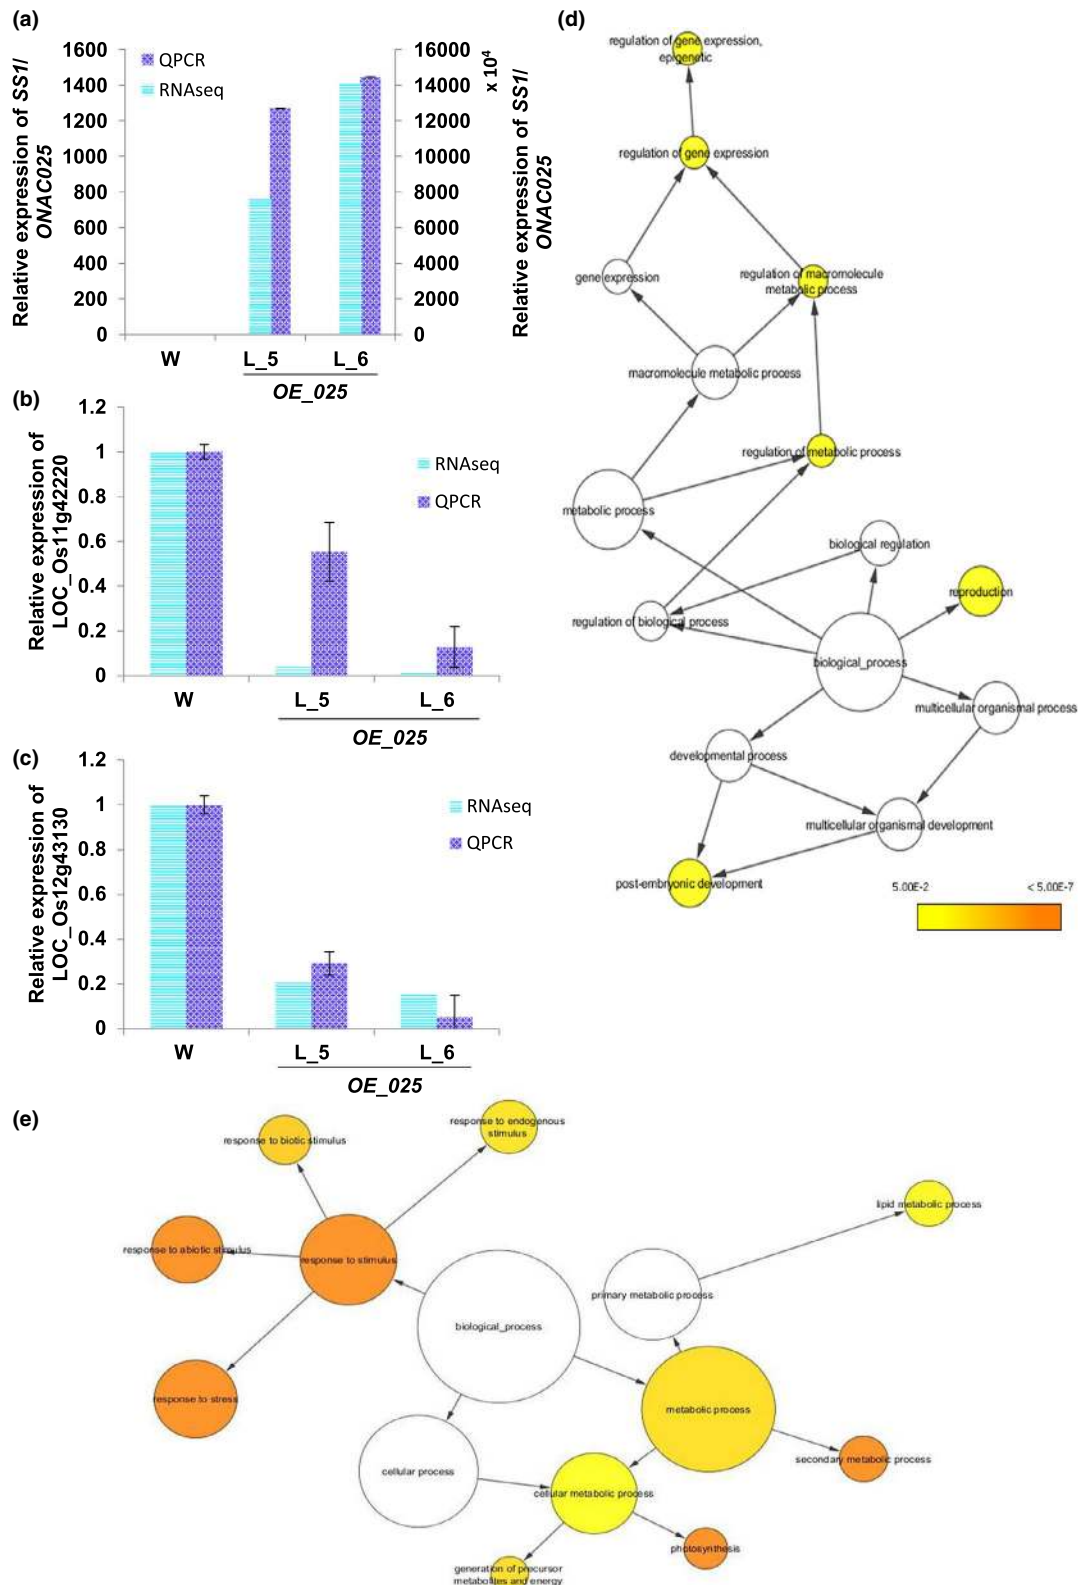 (a)
Relative expression of SS1/
ONAC025
1600
1400
1200
1000
800
600
400
200
0
QPCR
RNAseq
16000
14000
12000
10000
8000
6000
4000
2000
0
x 10⁴
Relative expression of SS1/
ONAC025
W
L_5
L_6
OE_025
(b)
Relative expression of
LOC_Os11g42220
1.2
1
0.8
0.6
0.4
0.2
0
RNAseq
QPCR
W
L_5
L_6
OE_025
(c)
Relative expression of
LOC_Os12g43130
1.2
1
0.8
0.6
0.4
0.2
0
RNAseq
QPCR
W
L_5
L_6
OE_025
(d)
regulation of gene expression,
epigenetic
regulation of gene expression
gene expression
regulation of macromolecule
metabolic process
macromolecule metabolic process
regulation of metabolic process
metabolic process
biological regulation
reproduction
regulation of biological process
biological_process
multicellular organismal process
developmental process
multicellular organismal development
post-embryonic development
5.00E-2
< 5.00E-7
(e)
response to biotic stimulus
response to endogenous
stimulus
lipid metabolic process
response to abiotic stimulus
response to stimulus
primary metabolic process
biological_process
response to stress
metabolic process
cellular process
secondary metabolic process
cellular metabolic process
photosynthesis
generation of precursor
metabolites and energy